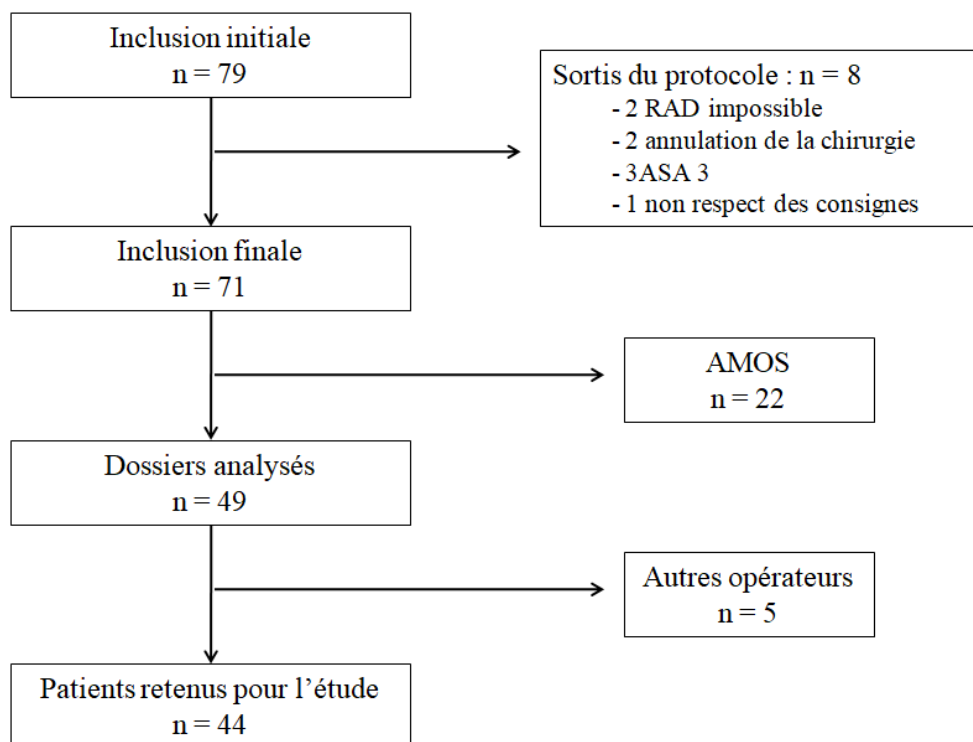 Inclusion initiale
n = 79
Sortis du protocole : n = 8
- 2 RAD impossible
- 2 annulation de la chirurgie
- 3ASA 3
- 1 non respect des consignes
Inclusion finale
n = 71
AMOS
n = 22
Dossiers analysés
n = 49
Autres opérateurs
n = 5
Patients retenus pour l’étude
n = 44